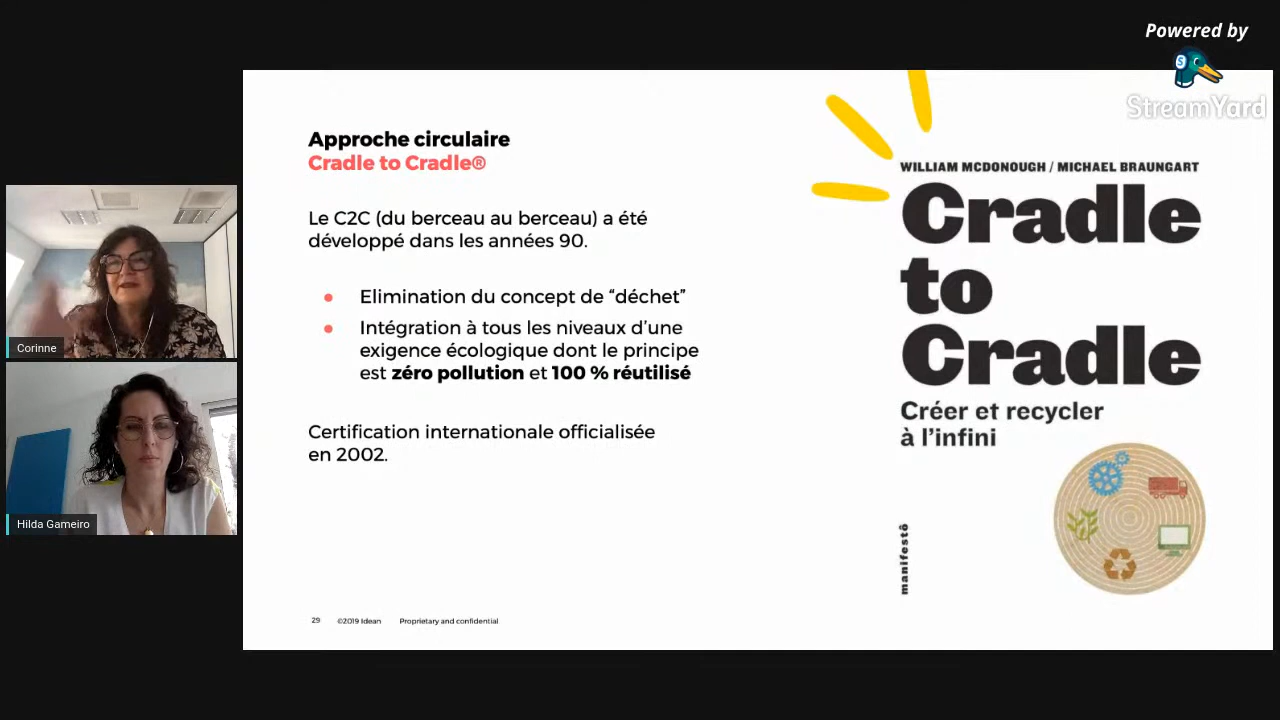 Powered by
StreamYard
Approche circulaire
Cradle to Cradle®
Le C2C (du berceau au berceau) a été
développé dans les années 90.
● Elimination du concept de “déchet”
● Intégration à tous les niveaux d’une
exigence écologique dont le principe
est zéro pollution et 100 % réutilisé
Certification internationale officialisée
en 2002.
29 ©2019 Idean Proprietary and confidential
WILLIAM MCDONOUGH / MICHAEL BRAUNGART
Cradle
to
Cradle
Créer et recycler
à l’infini
manifestô
Corinne
Hilda Gameiro